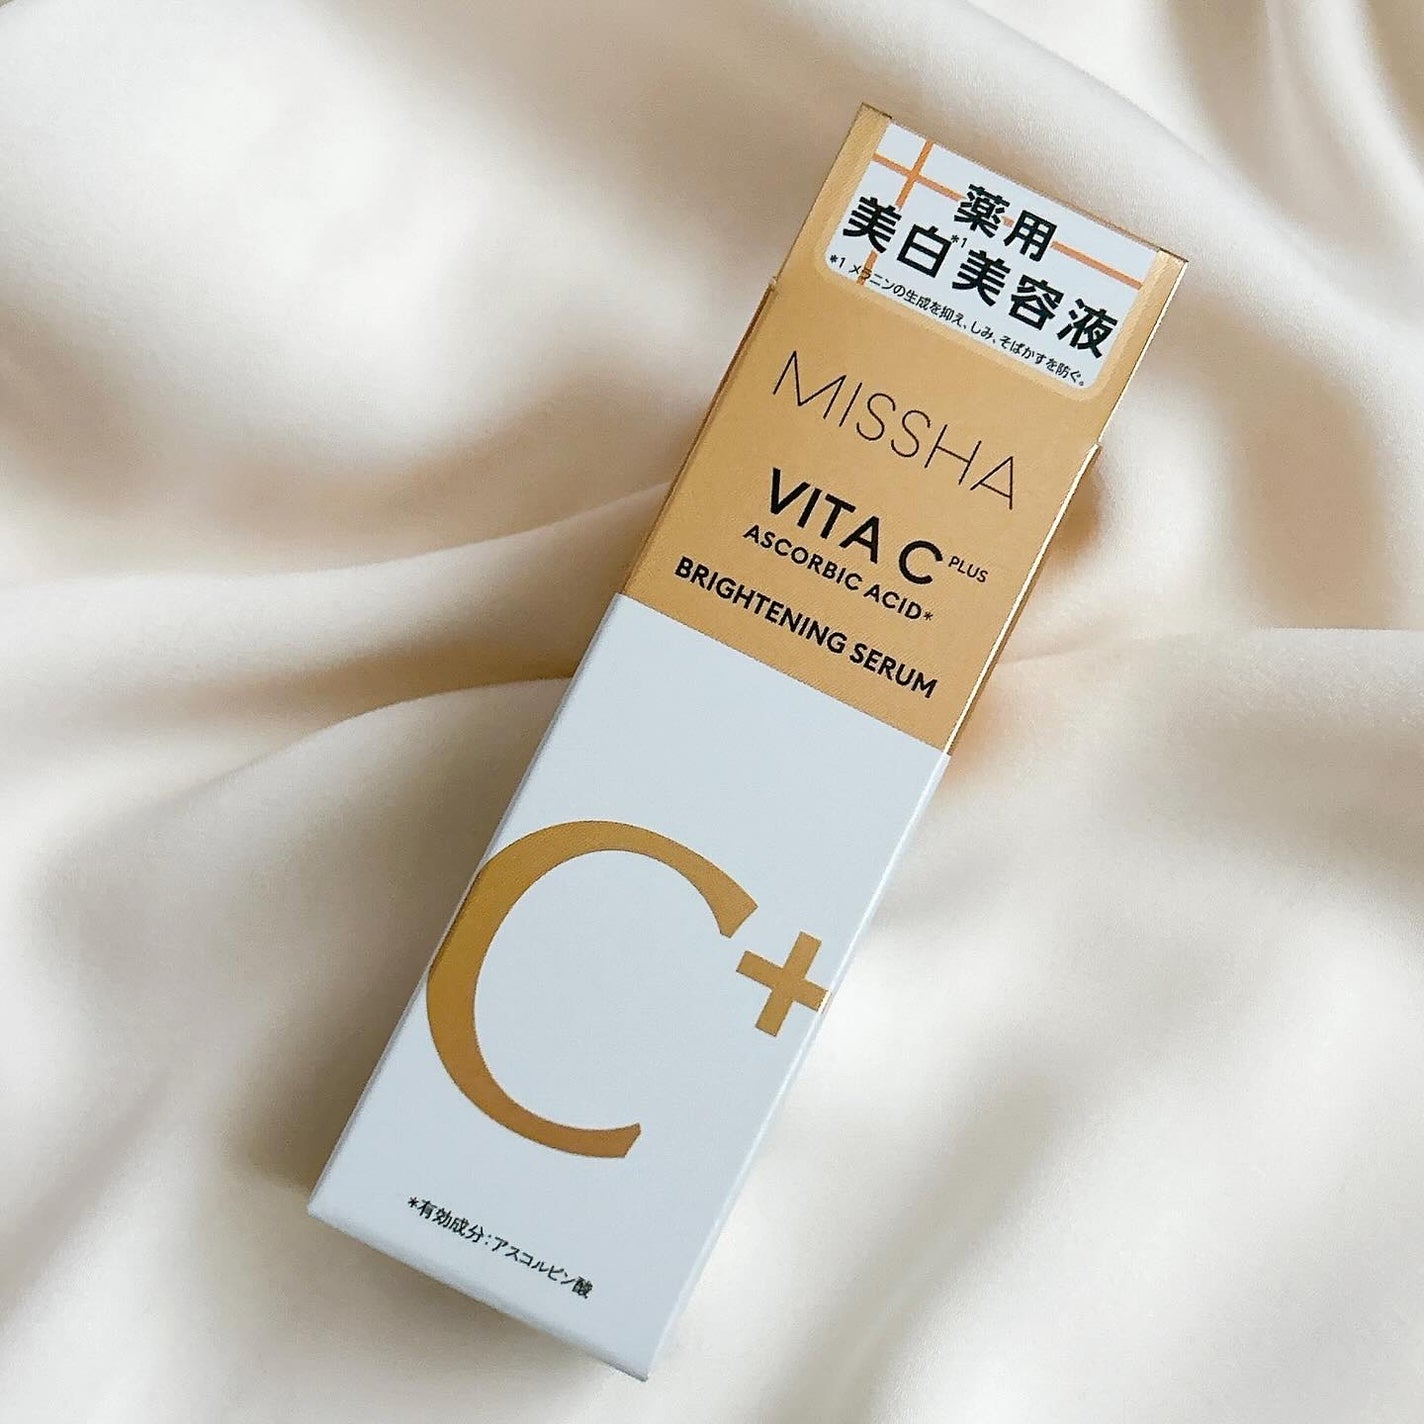 薬用
美白*1美容液
*1 メラニンの生成を抑え、しみ、そばかすを防ぐ。
MISSHA
VITA C PLUS
ASCORBIC ACID*
BRIGHTENING SERUM
C+
*有効成分:アスコルビン酸